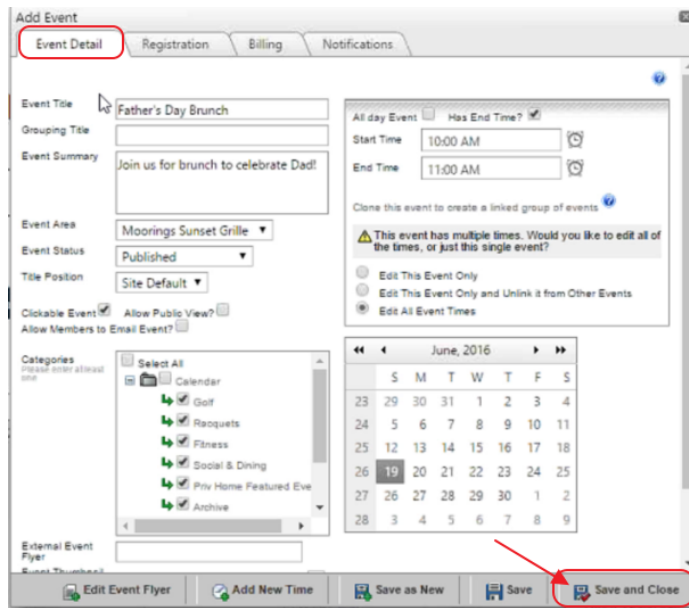 Add Event
Event Detail Registration Billing Notifications
Event Title Father's Day Brunch
Grouping Title
Event Summary Join us for brunch to celebrate Dad!
Event Area Moorings Sunset Grille
Event Status Published
Title Position Site Default
Clickable Event Allow Public View?
Allow Members to Email Event?
Categories
Please enter at least
one
Select All
Calendar
Golf
Racquets
Fitness
Social & Dining
Priv Home Featured Eve
Archive
External Event
Flyer
Event Thumbnail
All day Event Has End Time?
Start Time 10:00 AM
End Time 11:00 AM
Clone this event to create a linked group of events
This event has multiple times. Would you like to edit all of
the times, or just this single event?
Edit This Event Only
Edit This Event Only and Unlink it from Other Events
Edit All Event Times
June, 2016
S M T W T F S
23 29 30 31 1 2 3 4
24 5 6 7 8 9 10 11
25 12 13 14 15 16 17 18
26 19 20 21 22 23 24 25
27 26 27 28 29 30 1 2
28 3 4 5 6 7 8 9
Edit Event Flyer Add New Time Save as New Save Save and Close